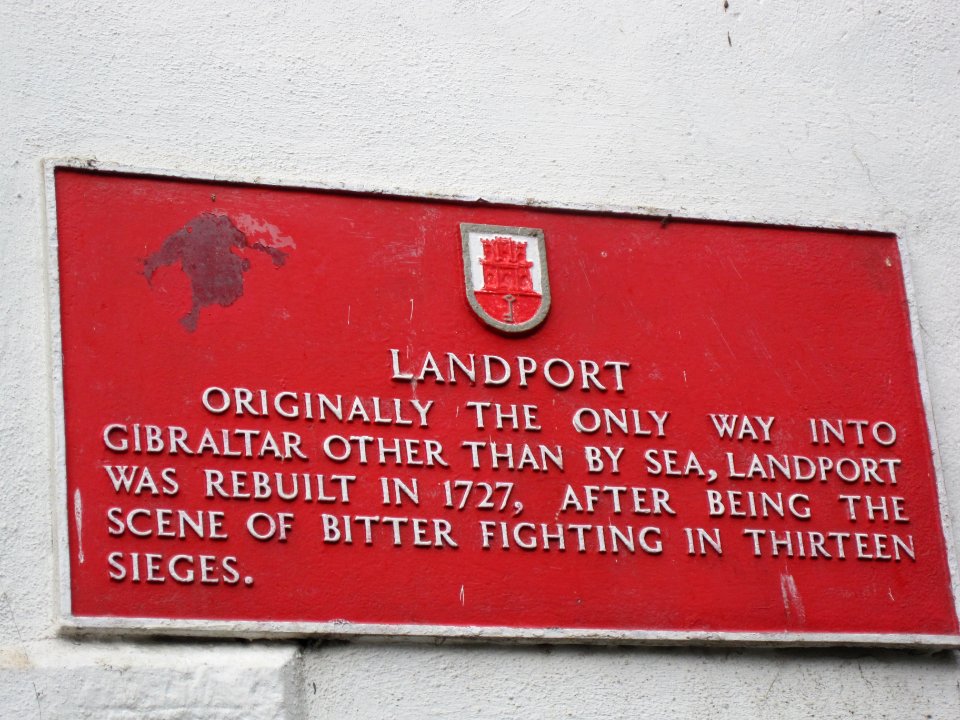 LANDPORT
ORIGINALLY THE ONLY WAY INTO
GIBRALTAR OTHER THAN BY SEA, LANDPORT
WAS REBUILT IN 1727, AFTER BEING THE
SCENE OF BITTER FIGHTING IN THIRTEEN
SIEGES.